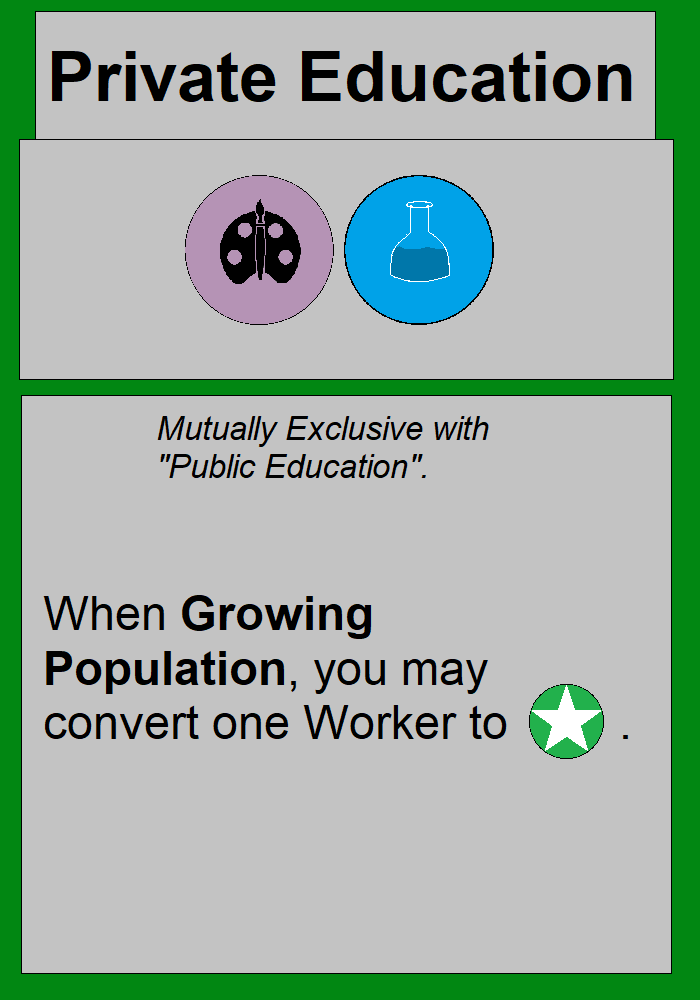 Private Education
Mutually Exclusive with
"Public Education".
When Growing
Population, you may
convert one Worker to .